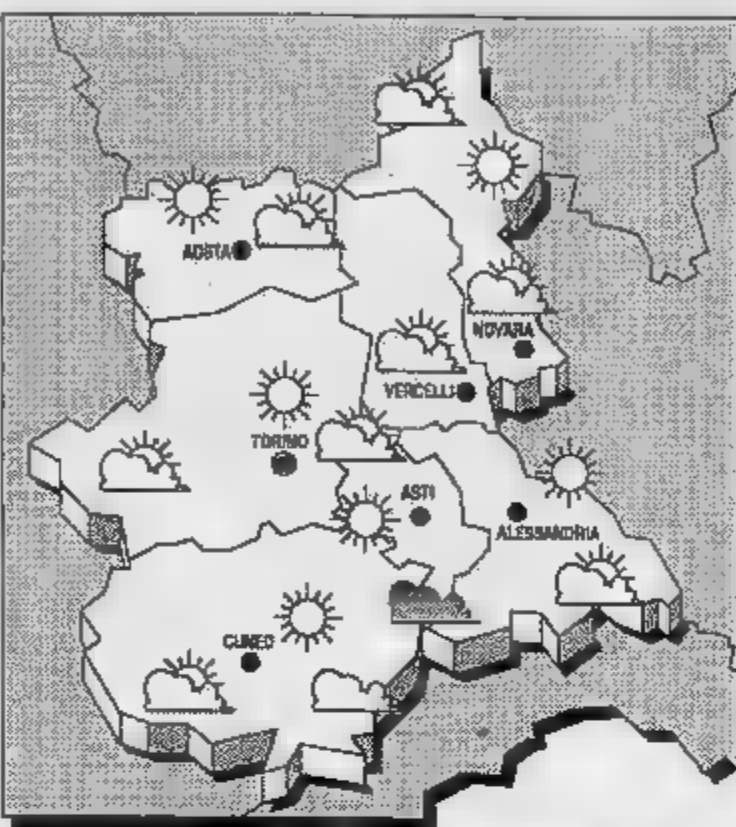 AOSTA
NOVARA
VERCELLI
TORINO
ASTI
ALESSANDRIA
CUNEO